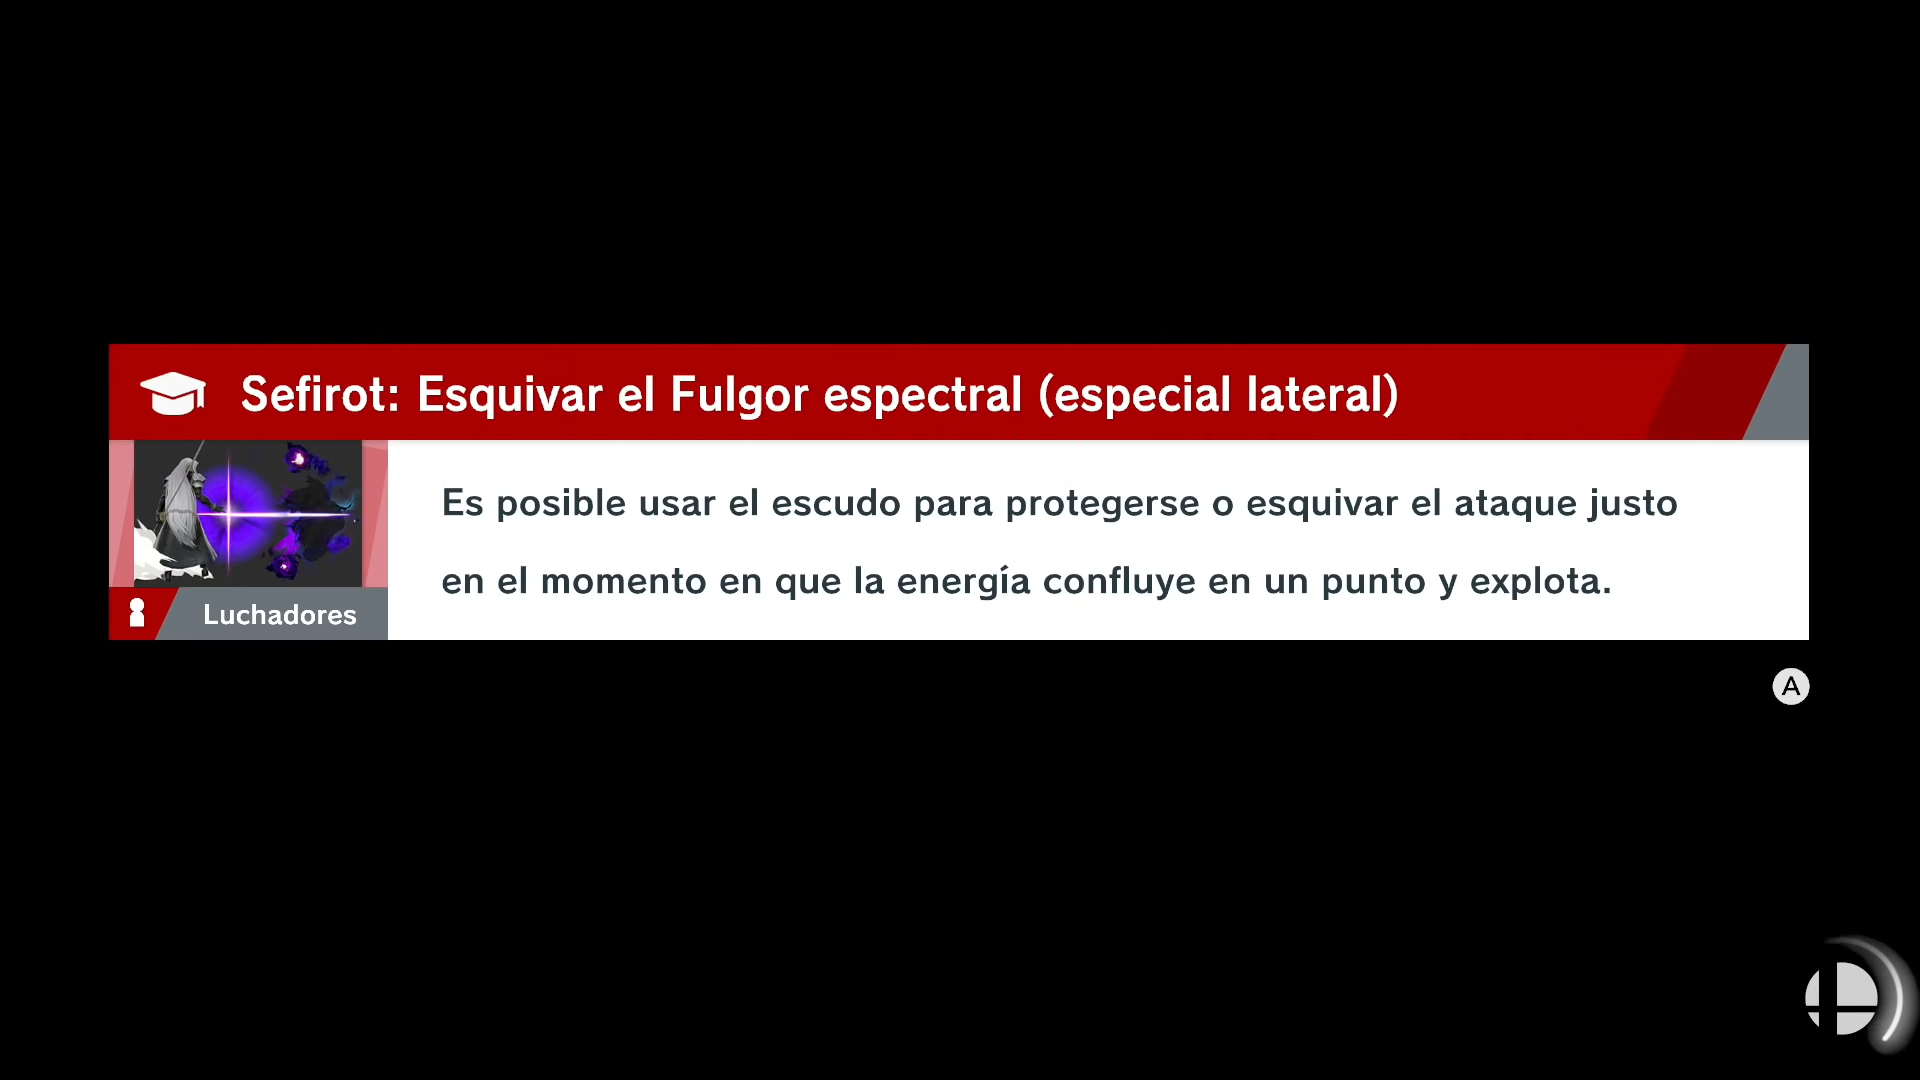 Sefirot: Esquivar el Fulgor espectral (especial lateral)
Es posible usar el escudo para protegerse o esquivar el ataque justo
en el momento en que la energía confluye en un punto y explota.
Luchadores
A